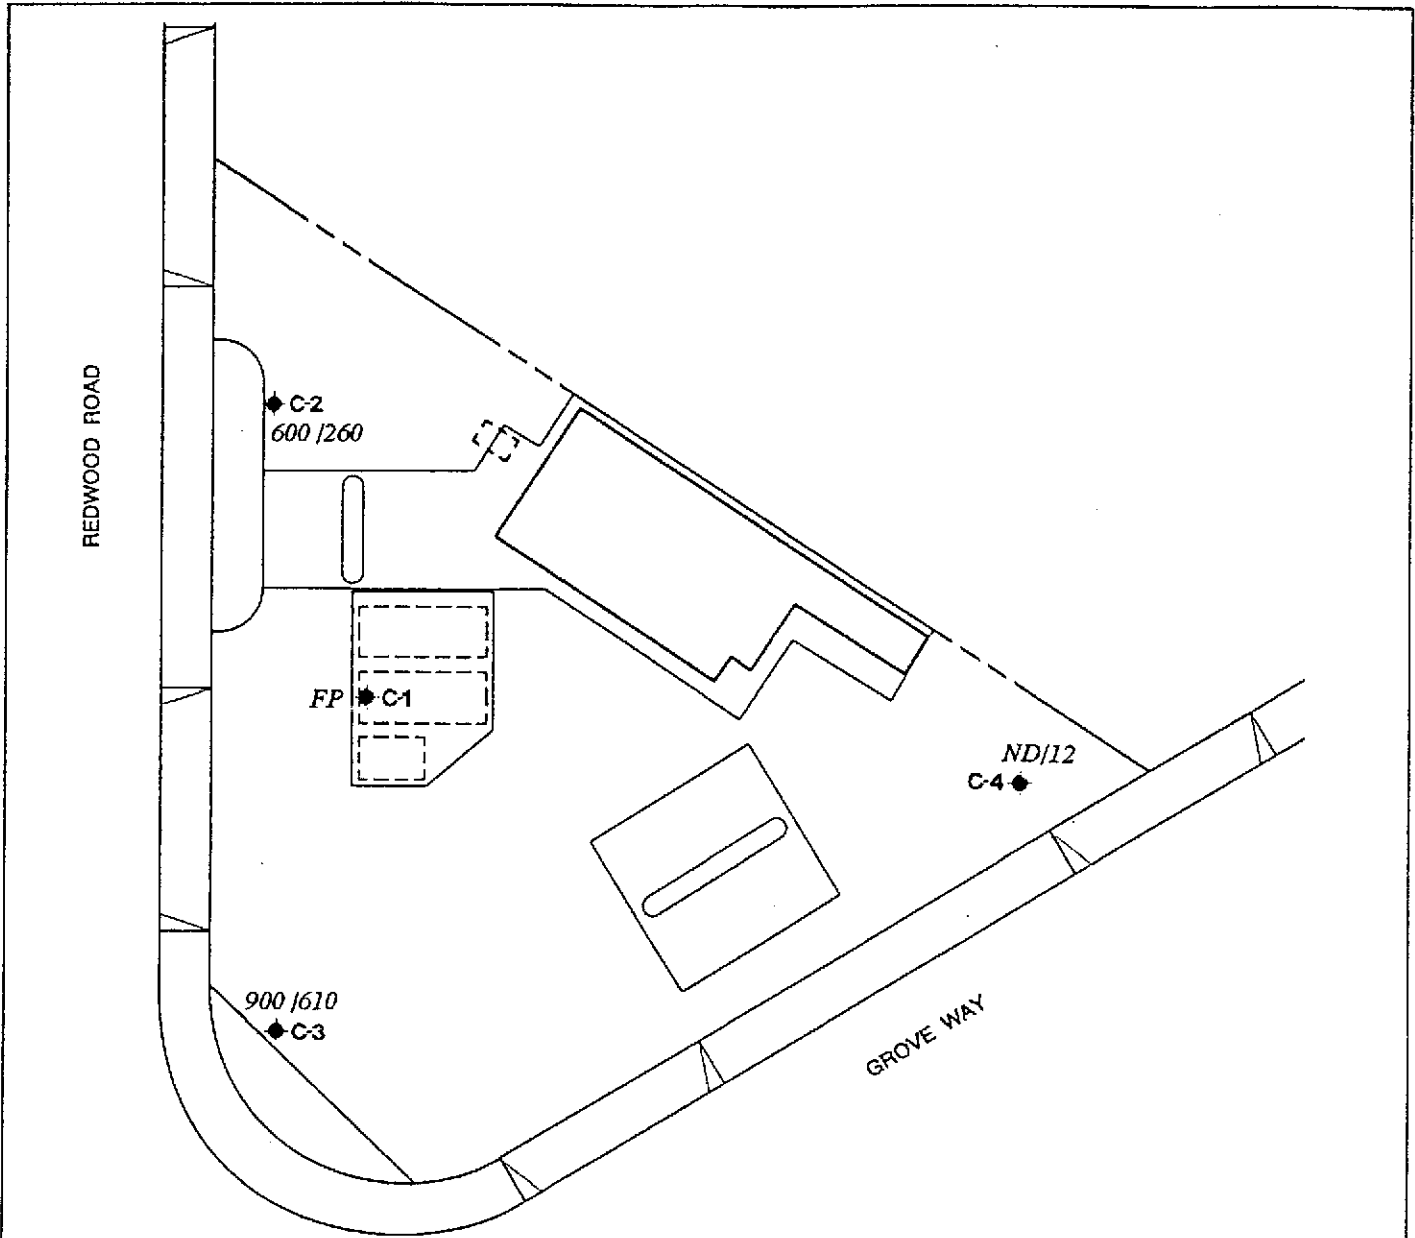 REDWOOD ROAD
C-2
600 /260
FP C-1
ND/12
C-4
900 /610
C-3
GROVE WAY